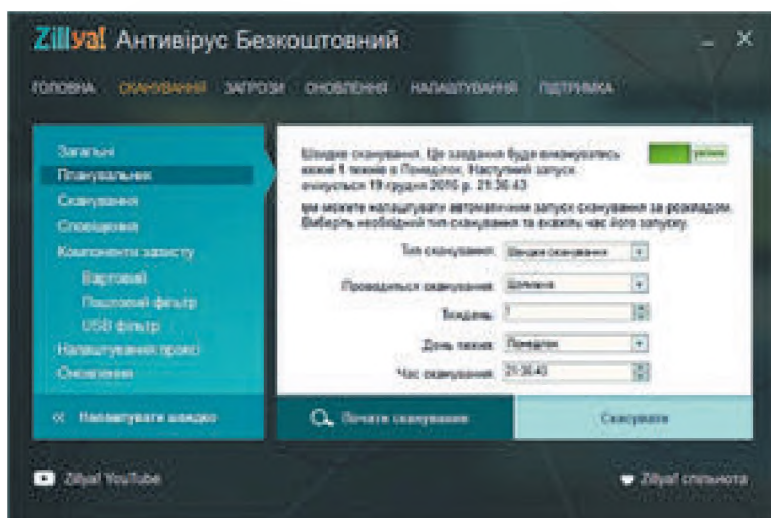 Zillya! Антивірус Безкоштовний
ГОЛОВНА СКАНУВАННЯ ЗАГРОЗИ ОНОВЛЕННЯ НАЛАШТУВАННЯ ПІДТРИМКА
Загальні
Планувальник
Сканування
Сповіщення
Компоненти захисту
Вартовий
Поштовий фільтр
USB фільтр
Налаштування проксі
Оновлення
Налаштувати швидко
Швидке сканування. Це завдання буде виконуватись
кожні 1 тижнів в Понеділок. Наступний запуск
очікується 19 грудня 2016 р. 21:36:43
Ви можете налаштувати автоматичний запуск сканування за розкладом.
Виберіть необхідний тип сканування та вкажіть час його запуску.
Тип сканування: Швидке сканування
Проводиться сканування: Щотижня
Тиждень: 1
День тижня: Понеділок
Час сканування: 21:36:43
Почати сканування
Скасувати
Zillya! YouTube
Zillya! спільнота